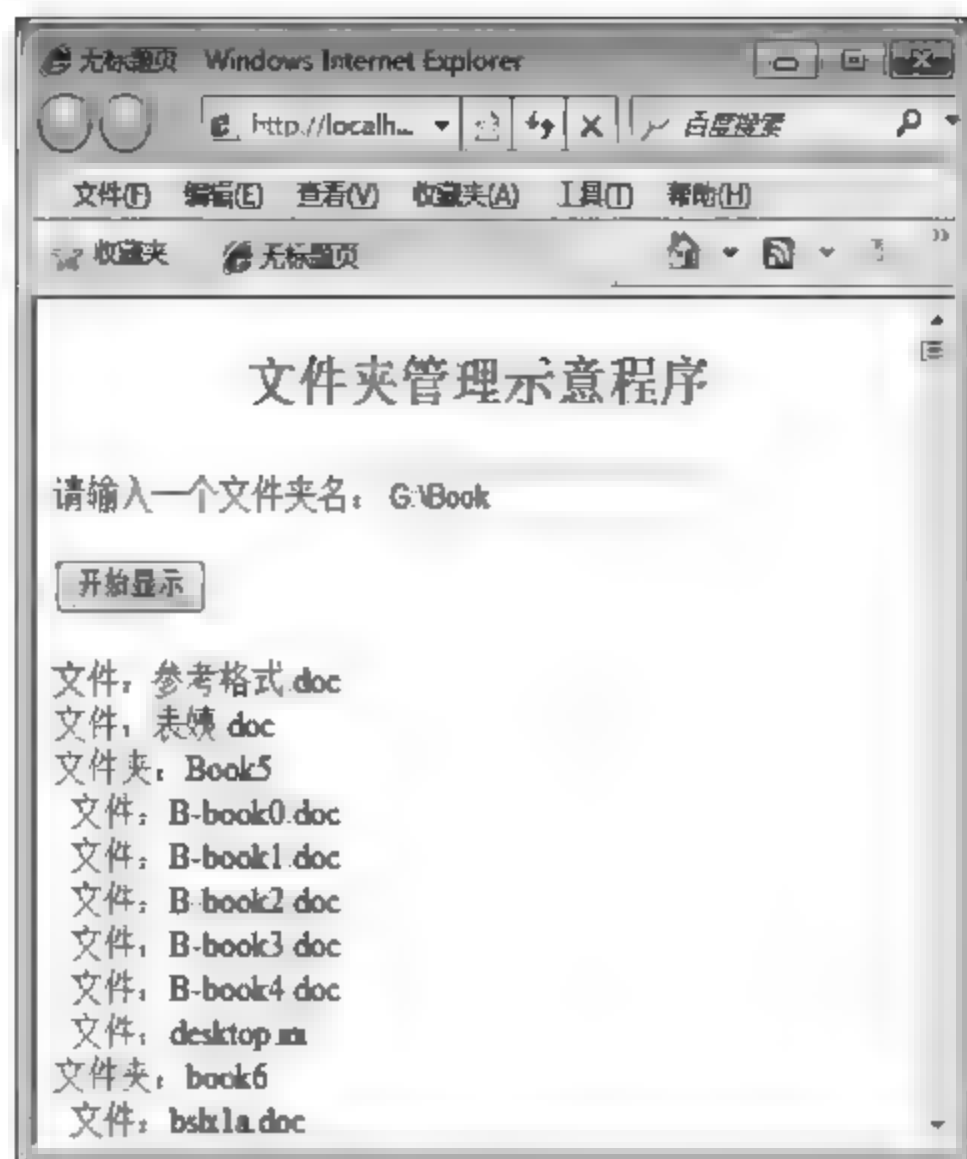 无标题页 Windows Internet Explorer
http://localh... 百度搜索
文件(F) 编辑(E) 查看(V) 收藏夹(A) 工具(T) 帮助(H)
收藏夹 无标题页
文件夹管理示意程序
请输入一个文件夹名: G:\Book
开始显示
文件: 参考格式.doc
文件: 表姨.doc
文件夹: Book5
文件: B-book0.doc
文件: B-book1.doc
文件: B-book2.doc
文件: B-book3.doc
文件: B-book4.doc
文件: desktop.ini
文件夹: book6
文件: